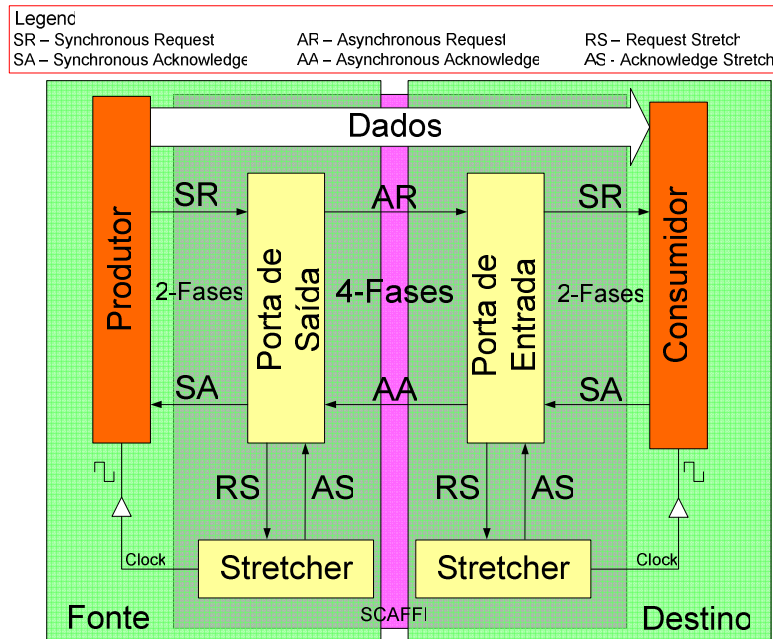 Legend
SR – Synchronous Request
AR – Asynchronous Request
RS – Request Stretch
SA – Synchronous Acknowledge
AA – Asynchronous Acknowledge
AS - Acknowledge Stretch
Dados
SR
AR
SR
Produtor
2-Fases
Porta de
Saída
4-Fases
Porta de
Entrada
2-Fases
Consumidor
SA
AA
SA
RS
AS
RS
AS
Clock
Stretcher
Stretcher
Clock
Fonte
SCAFFI
Destino